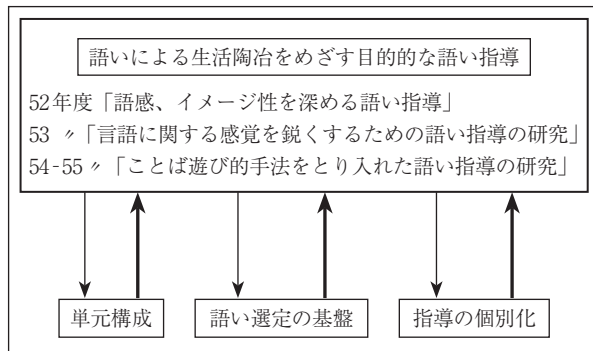 語いによる生活陶冶をめざす目的的な語い指導
52年度「語感、イメージ性を深める語い指導」
53 〃「言語に関する感覚を鋭くするための語い指導の研究」
54-55〃「ことば遊び的手法をとり入れた語い指導の研究」
単元構成
語い選定の基盤
指導の個別化